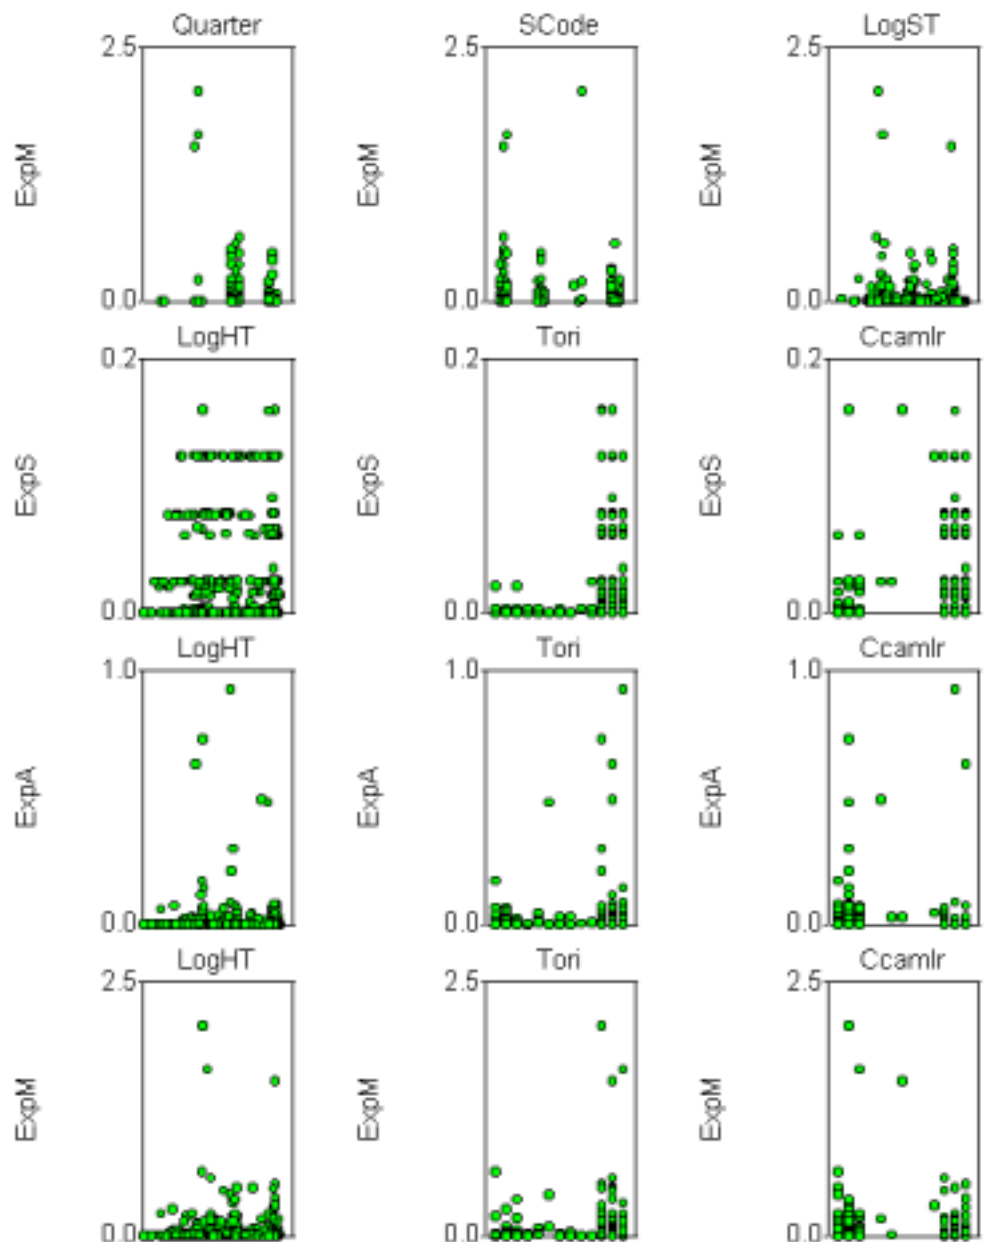 Quarter SCode LogST
2.5 2.5 2.5
ExpM ExpM ExpM
0.0 0.0 0.0
LogHT Tori Ccamlr
0.2 0.2 0.2
ExpS ExpS ExpS
0.0 0.0 0.0
LogHT Tori Ccamlr
1.0 1.0 1.0
ExpA ExpA ExpA
0.0 0.0 0.0
LogHT Tori Ccamlr
2.5 2.5 2.5
ExpM ExpM ExpM
0.0 0.0 0.0